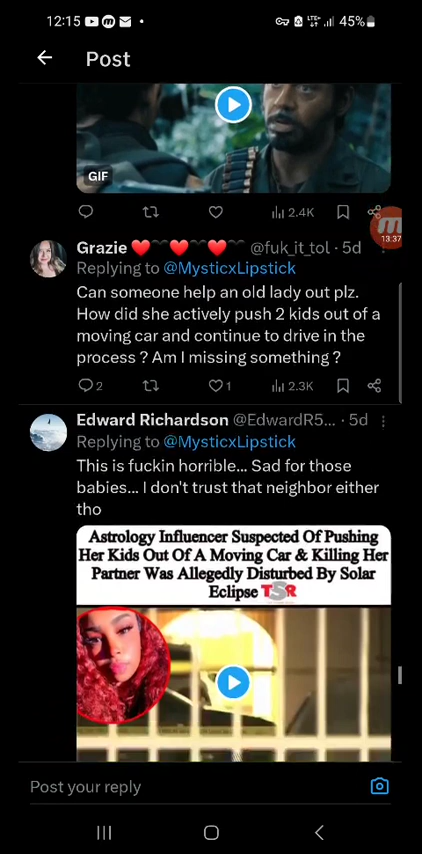 12:15
LTE+
45%
Post
GIF
2.4K
13.37
Grazie ❤️🖤❤️🖤❤️🖤 @fuk_it_tol · 5d
Replying to @MysticxLipstick
Can someone help an old lady out plz.
How did she actively push 2 kids out of a
moving car and continue to drive in the
process ? Am I missing something ?
2
1
2.3K
Edward Richardson @EdwardR5... · 5d
Replying to @MysticxLipstick
This is fuckin horrible... Sad for those
babies... I don't trust that neighbor either
tho
Astrology Influencer Suspected Of Pushing
Her Kids Out Of A Moving Car & Killing Her
Partner Was Allegedly Disturbed By Solar
Eclipse TSR
Post your reply